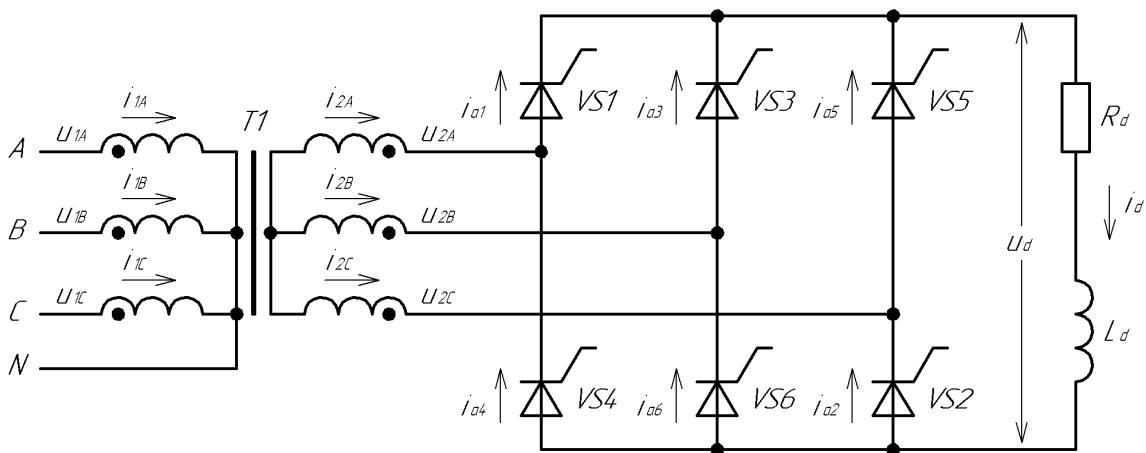 VS1 VS3 VS5
i1A T1 i2A ia1 ia3 ia5 Rd
A u1A u2A
i1B i2B id
B u1B u2B ud
i1C i2C
C u1C u2C Ld
N
ia4 VS4 ia6 VS6 ia2 VS2